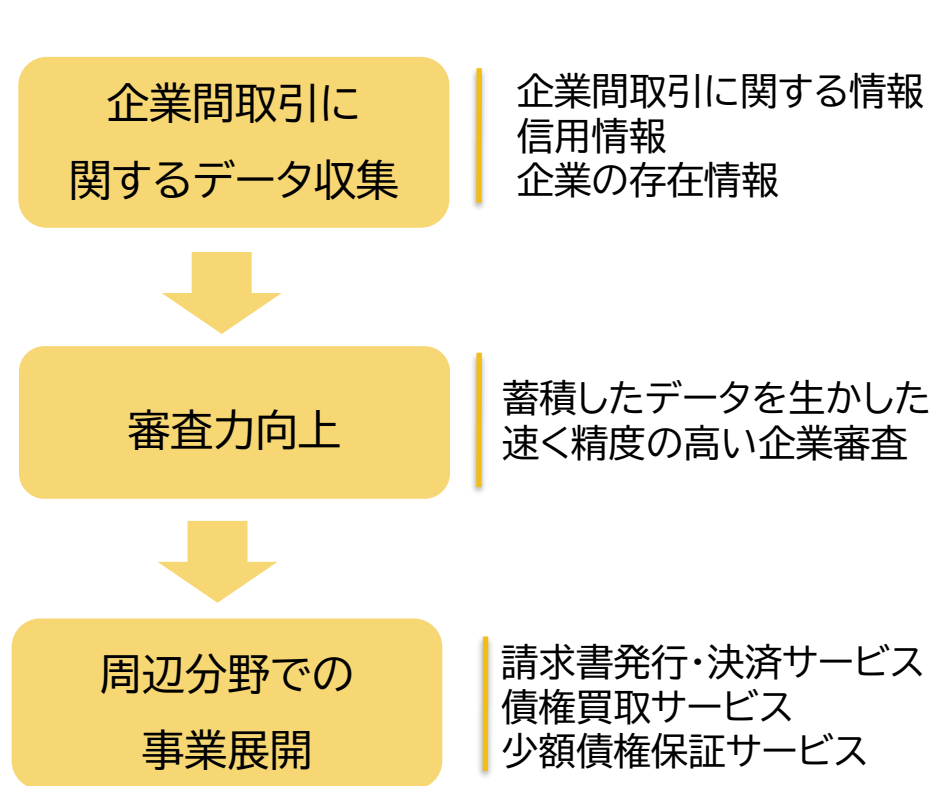 企業間取引に
関するデータ収集
企業間取引に関する情報
信用情報
企業の存在情報
審査力向上
蓄積したデータを生かした
速く精度の高い企業審査
周辺分野での
事業展開
請求書発行・決済サービス
債権買取サービス
少額債権保証サービス